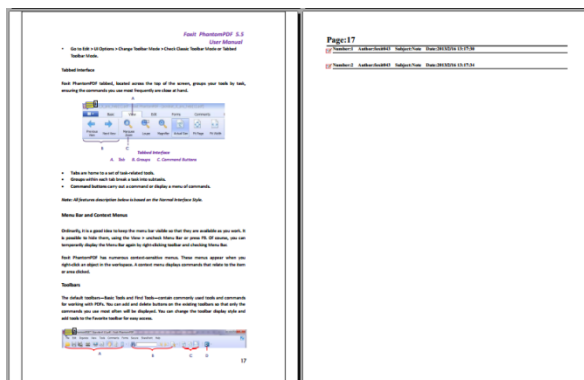 Foxit PhantomPDF 5.5
User Manual
• Go to Edit > UI Options > Change Toolbar Mode > Check Classic Toolbar Mode or Tabbed
Toolbar Mode.
Tabbed Interface
Foxit PhantomPDF tabbed, located across the top of the screen, groups your tools by task,
ensuring the commands you use most frequently are close at hand.
A
Edit
Forms
Comments
B
C
Tabbed Interface
A. Tab B. Groups C. Command Buttons
• Tabs are home to a set of task-related tools.
• Groups within each tab break a task into subtasks.
• Command buttons carry out a command or display a menu of commands.
Note: All features description below is based on the Normal Interface Style.
Menu Bar and Context Menus
Ordinarily, it is a good idea to keep the menu bar visible so that they are available as you work. It
is possible to hide them, using the View > uncheck Menu Bar or press F9. Of course, you can
temporarily display the Menu Bar again by right-clicking toolbar and checking Menu Bar.
Foxit PhantomPDF has numerous context-sensitive menus. These menus appear when you
right-click an object in the workspace. A context menu displays commands that relate to the item
or area clicked.
Toolbars
The default toolbars—Basic Tools and Find Tools—contain commonly used tools and commands
for working with PDFs. You can add and delete buttons on the existing toolbars so that only the
commands you use most often will be displayed. You can change the toolbar display style and
add tools to the Favorite toolbar for easy access.
A B C D
17
Page:17
Number:1 Author:foxit043 Subject:Note Date:2013/2/16 13:17:30
Number:2 Author:foxit043 Subject:Note Date:2013/2/16 13:17:34